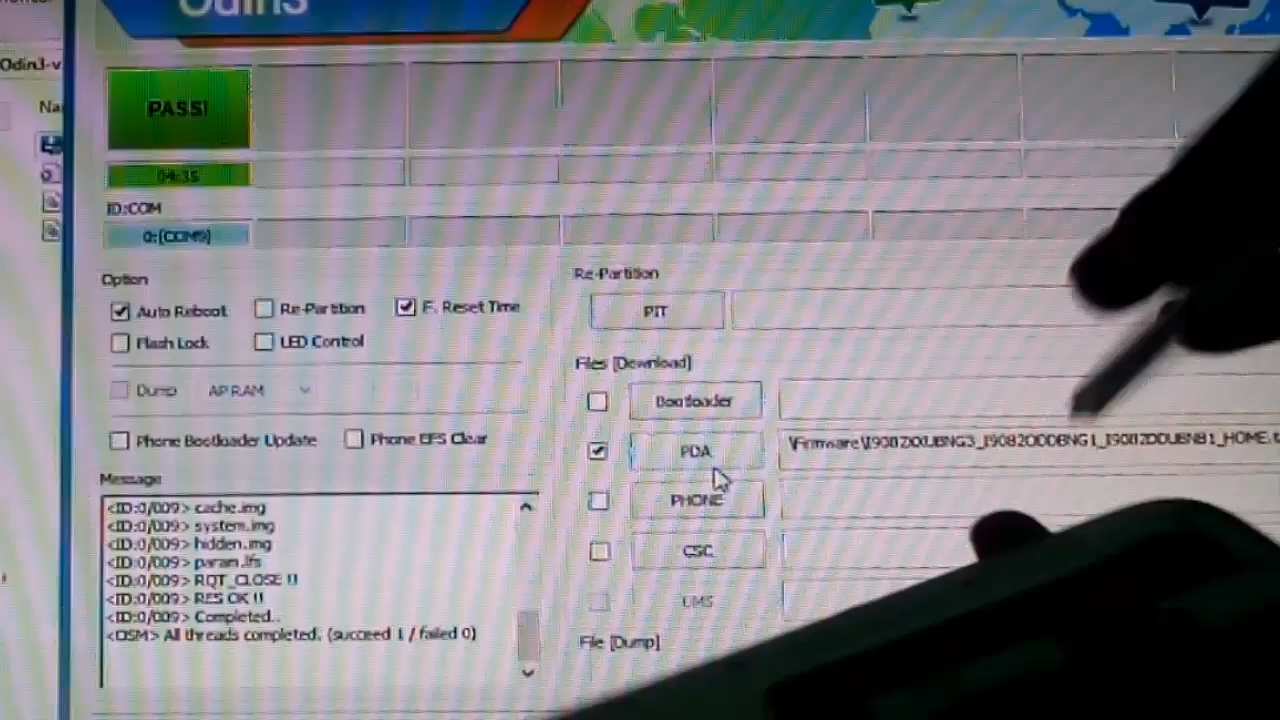 Odin3
Odin3-v
Na
PASS!
04:35
ID:COM
0:[COM9]
Option
Re-Partition
Auto Reboot
Re-Partition
F. Reset Time
PIT
Flash Lock
LED Control
Files [Download]
Dump
AP RAM
Bootloader
Phone Bootloader Update
Phone EFS Clear
PDA
Message
PHONE
<ID:0/009> cache.img
<ID:0/009> system.img
<ID:0/009> hidden.img
CSC
<ID:0/009> param.lfs
<ID:0/009> RQT_CLOSE !!
<ID:0/009> RES OK !!
UMS
<ID:0/009> Completed..
<OSM> All threads completed. (succeed 1 / failed 0)
File [Dump]